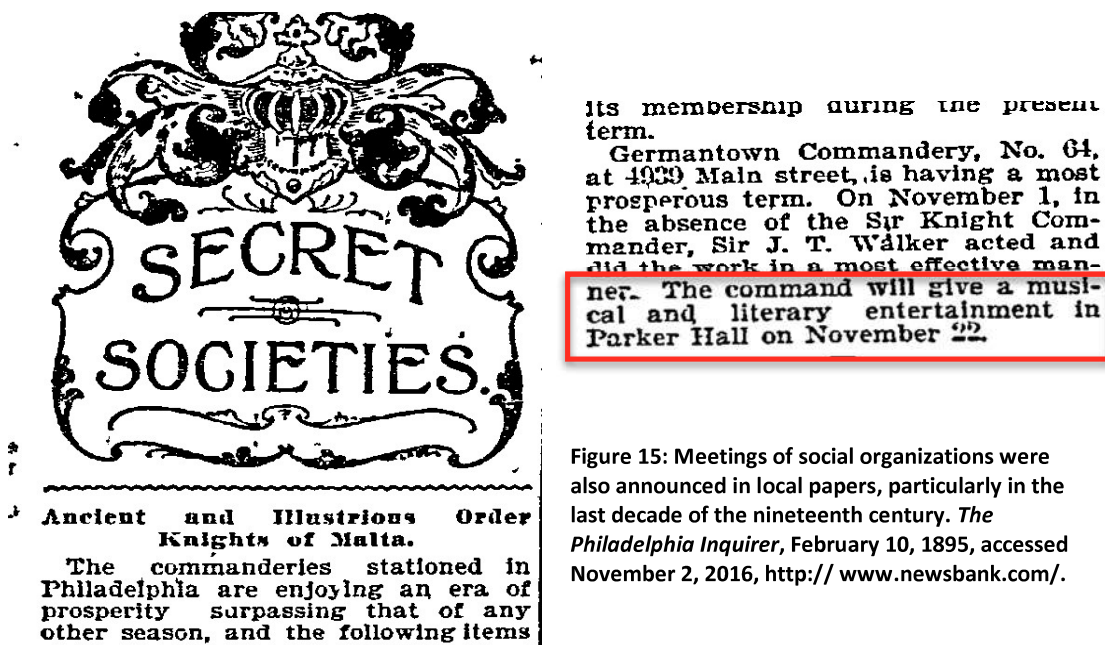 SECRET
SOCIETIES.
Ancient and Illustrious Order
Knights of Malta.
The commanderies stationed in
Philadelphia are enjoying an era of
prosperity surpassing that of any
other season, and the following items
its membership during the present
term.
Germantown Commandery, No. 64,
at 4939 Main street, is having a most
prosperous term. On November 1, in
the absence of the Sir Knight Com-
mander, Sir J. T. Walker acted and
did the work in a most effective man-
ner. The command will give a musi-
cal and literary entertainment in
Parker Hall on November 22.
Figure 15: Meetings of social organizations were
also announced in local papers, particularly in the
last decade of the nineteenth century. The
Philadelphia Inquirer, February 10, 1895, accessed
November 2, 2016, http:// www.newsbank.com/.